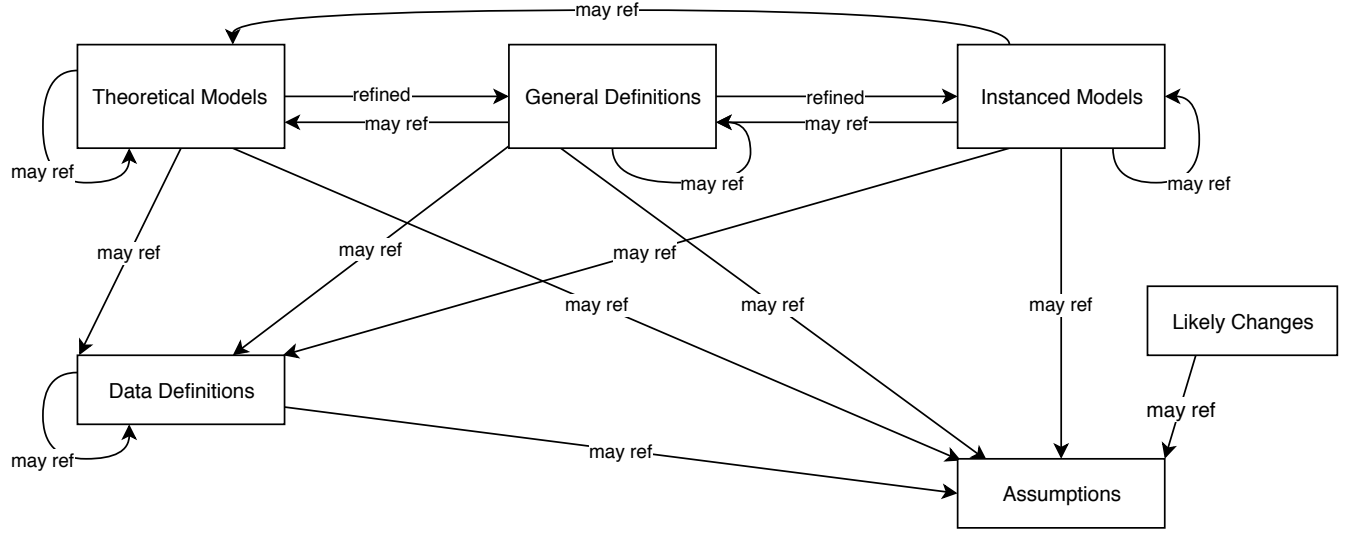 may ref
Theoretical Models
refined
General Definitions
refined
Instanced Models
may ref
may ref
may ref
may ref
may ref
may ref
may ref
may ref
may ref
may ref
may ref
Likely Changes
Data Definitions
may ref
may ref
may ref
Assumptions